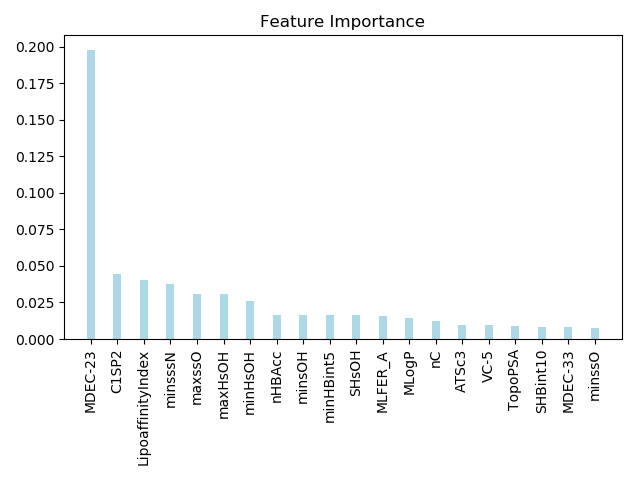 Feature Importance
0.200
0.175
0.150
0.125
0.100
0.075
0.050
0.025
0.000
MDEC-23
C1SP2
LipoaffinityIndex
minsssN
maxssO
maxHsOH
minHsOH
nHBAcc
minsOH
minHBint5
SHsOH
MLFER_A
MLogP
nC
ATSc3
VC-5
TopoPSA
SHBint10
MDEC-33
minssO